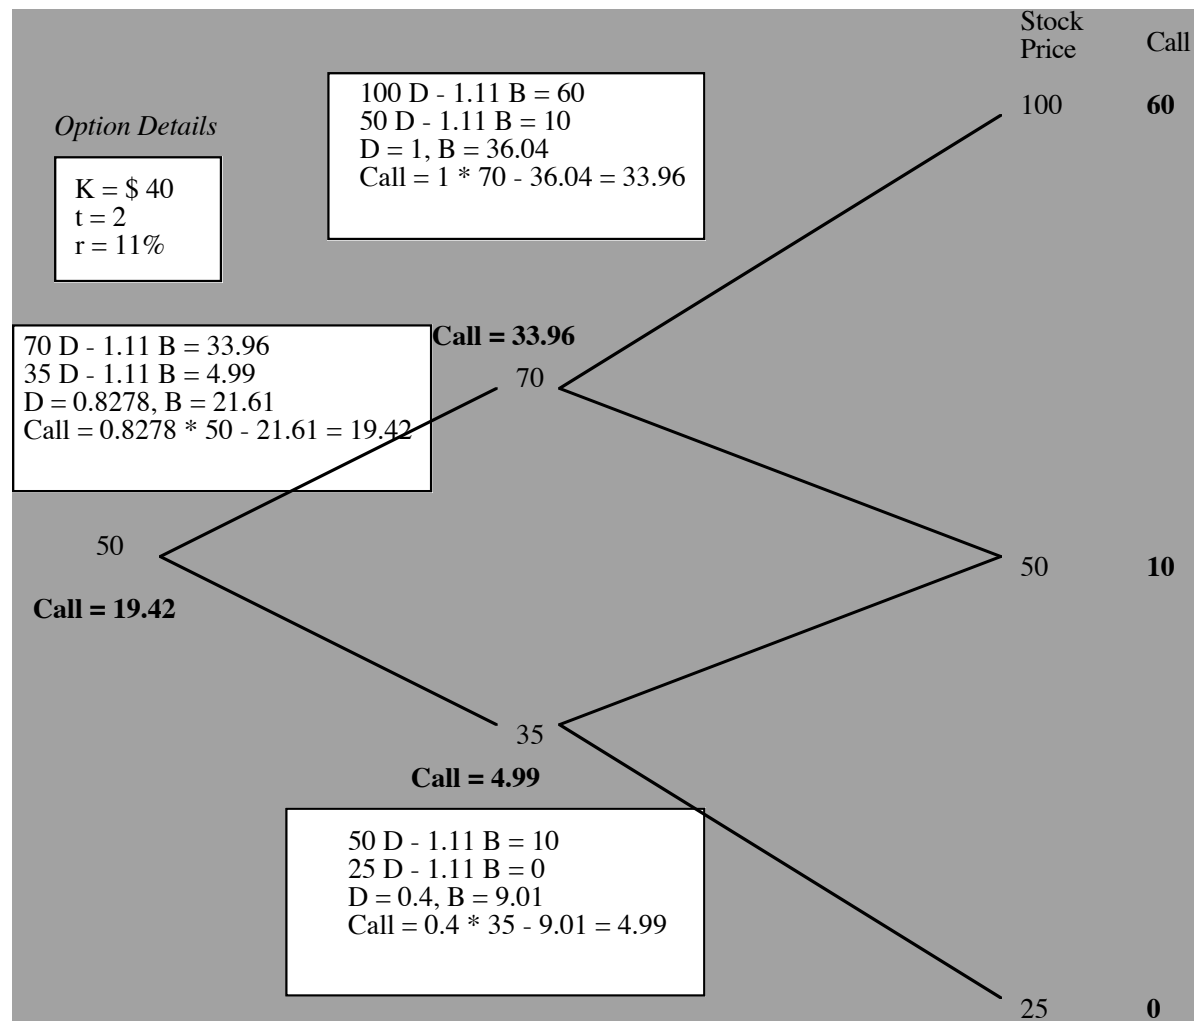 Stock
Price
Call
100 D - 1.11 B = 60
50 D - 1.11 B = 10
D = 1, B = 36.04
Call = 1 * 70 - 36.04 = 33.96
100
60
Option Details
K = $ 40
t = 2
r = 11%
70 D - 1.11 B = 33.96
35 D - 1.11 B = 4.99
D = 0.8278, B = 21.61
Call = 0.8278 * 50 - 21.61 = 19.42
Call = 33.96
70
50
Call = 19.42
50
10
35
Call = 4.99
50 D - 1.11 B = 10
25 D - 1.11 B = 0
D = 0.4, B = 9.01
Call = 0.4 * 35 - 9.01 = 4.99
25
0